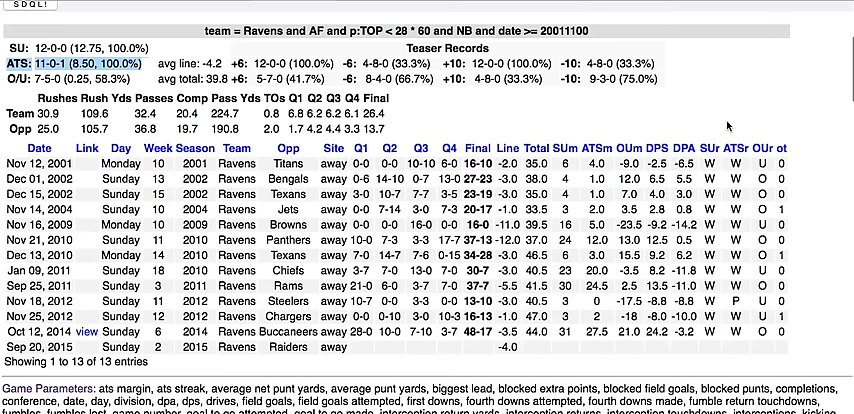 SDQL!
team = Ravens and AF and p:TOP < 28 * 60 and NB and date >= 20011100
SU: 12-0-0 (12.75, 100.0%) Teaser Records
ATS: 11-0-1 (8.50, 100.0%) avg line: -4.2 +6: 12-0-0 (100.0%) -6: 4-8-0 (33.3%) +10: 12-0-0 (100.0%) -10: 4-8-0 (33.3%)
O/U: 7-5-0 (0.25, 58.3%) avg total: 39.8 +6: 5-7-0 (41.7%) -6: 8-4-0 (66.7%) +10: 4-8-0 (33.3%) -10: 9-3-0 (75.0%)
Rushes Rush Yds Passes Comp Pass Yds TOs Q1 Q2 Q3 Q4 Final
Team 30.9 109.6 32.4 20.4 224.7 0.8 6.8 6.2 6.2 6.1 26.4
Opp 25.0 105.7 36.8 19.7 190.8 2.0 1.7 4.2 4.4 3.3 13.7
Date Link Day Week Season Team Opp Site Q1 Q2 Q3 Q4 Final Line Total SUm ATSm OUm DPS DPA SUr ATSr OUr ot
Nov 12, 2001 Monday 10 2001 Ravens Titans away 0-0 0-0 10-10 6-0 16-10 -2.0 35.0 6 4.0 -9.0 -2.5 -6.5 W W U 0
Dec 01, 2002 Sunday 13 2002 Ravens Bengals away 0-6 14-10 0-7 13-0 27-23 -3.0 38.0 4 1.0 12.0 6.5 5.5 W W O 0
Dec 15, 2002 Sunday 15 2002 Ravens Texans away 3-0 10-7 7-7 3-5 23-19 -3.0 35.0 4 1.0 7.0 4.0 3.0 W W O 0
Nov 14, 2004 Sunday 10 2004 Ravens Jets away 0-0 7-14 3-0 7-3 20-17 -1.0 33.5 3 2.0 3.5 2.8 0.8 W W O 1
Nov 16, 2009 Monday 10 2009 Ravens Browns away 0-0 0-0 16-0 0-0 16-0 -11.0 39.5 16 5.0 -23.5 -9.2 -14.2 W W U 0
Nov 21, 2010 Sunday 11 2010 Ravens Panthers away 10-0 7-3 3-3 17-7 37-13 -12.0 37.0 24 12.0 13.0 12.5 0.5 W W O 0
Dec 13, 2010 Monday 14 2010 Ravens Texans away 7-0 14-7 7-6 0-15 34-28 -3.0 46.5 6 3.0 15.5 9.2 6.2 W W O 1
Jan 09, 2011 Sunday 18 2010 Ravens Chiefs away 3-7 7-0 13-0 7-0 30-7 -3.0 40.5 23 20.0 -3.5 8.2 -11.8 W W U 0
Sep 25, 2011 Sunday 3 2011 Ravens Rams away 21-0 6-0 3-7 7-0 37-7 -5.5 41.5 30 24.5 2.5 13.5 -11.0 W W O 0
Nov 18, 2012 Sunday 11 2012 Ravens Steelers away 10-7 0-0 3-3 0-0 13-10 -3.0 40.5 3 0 -17.5 -8.8 -8.8 W P U 0
Nov 25, 2012 Sunday 12 2012 Ravens Chargers away 0-0 0-10 3-0 10-3 16-13 -1.0 47.0 3 2 -18 -8.0 -10.0 W W U 1
Oct 12, 2014 view Sunday 6 2014 Ravens Buccaneers away 28-0 10-0 7-10 3-7 48-17 -3.5 44.0 31 27.5 21.0 24.2 -3.2 W W O 0
Sep 20, 2015 Sunday 2 2015 Ravens Raiders away -4.0
Showing 1 to 13 of 13 entries
Game Parameters: ats margin, ats streak, average net punt yards, average punt yards, biggest lead, blocked extra points, blocked field goals, blocked punts, completions,
conference, date, day, division, dpa, dps, drives, field goals, field goals attempted, first downs, fourth downs attempted, fourth downs made, fumble return touchdowns,
fumbles, fumbles lost, game number, goal to go attempted, goal to go made, interception return yards, interception returns, interception touchdowns, interceptions, kicking